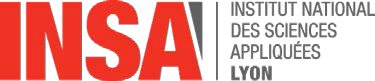 INSA
INSTITUT NATIONAL
DES SCIENCES
APPLIQUÉES
LYON